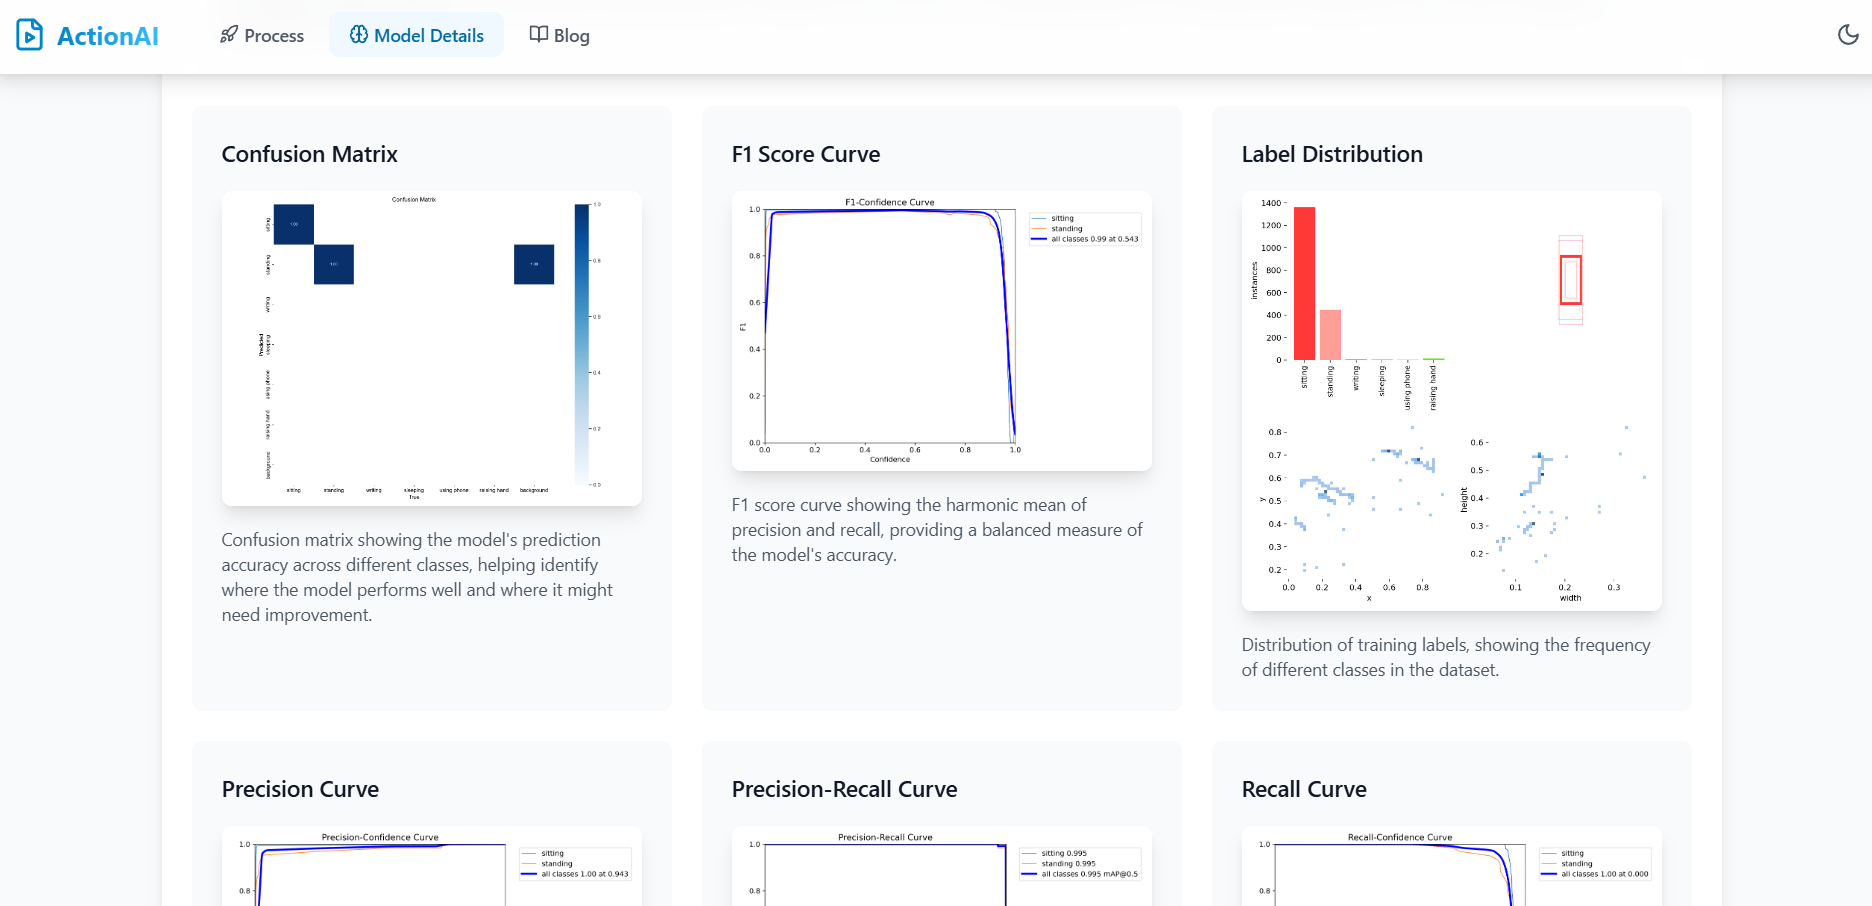 ActionAI
Process
Model Details
Blog
Confusion Matrix
Confusion Matrix
sitting
standing
writing
sleeping
using phone
raising hand
background
Predicted
1.00
1.00
1.00
sitting
standing
writing
sleeping
using phone
raising hand
background
True
1.0
0.8
0.6
0.4
0.2
0.0
Confusion matrix showing the model's prediction
accuracy across different classes, helping identify
where the model performs well and where it might
need improvement.
F1 Score Curve
F1-Confidence Curve
1.0
0.8
0.6
0.4
0.2
0.0
F1
0.0 0.2 0.4 0.6 0.8 1.0
Confidence
sitting
standing
all classes 0.99 at 0.543
F1 score curve showing the harmonic mean of
precision and recall, providing a balanced measure of
the model's accuracy.
Label Distribution
1400
1200
1000
800
600
400
200
0
instances
sitting
standing
writing
sleeping
using phone
raising hand
0.8
0.7
0.6
0.5
0.4
0.3
0.2
y
0.0 0.2 0.4 0.6 0.8
x
0.6
0.5
0.4
0.3
0.2
height
0.1 0.2 0.3
width
Distribution of training labels, showing the frequency
of different classes in the dataset.
Precision Curve
Precision-Confidence Curve
1.0
0.8
sitting
standing
all classes 1.00 at 0.943
Precision-Recall Curve
Precision-Recall Curve
1.0
0.8
sitting 0.995
standing 0.995
all classes 0.995 mAP@0.5
Recall Curve
Recall-Confidence Curve
1.0
0.8
sitting
standing
all classes 1.00 at 0.000